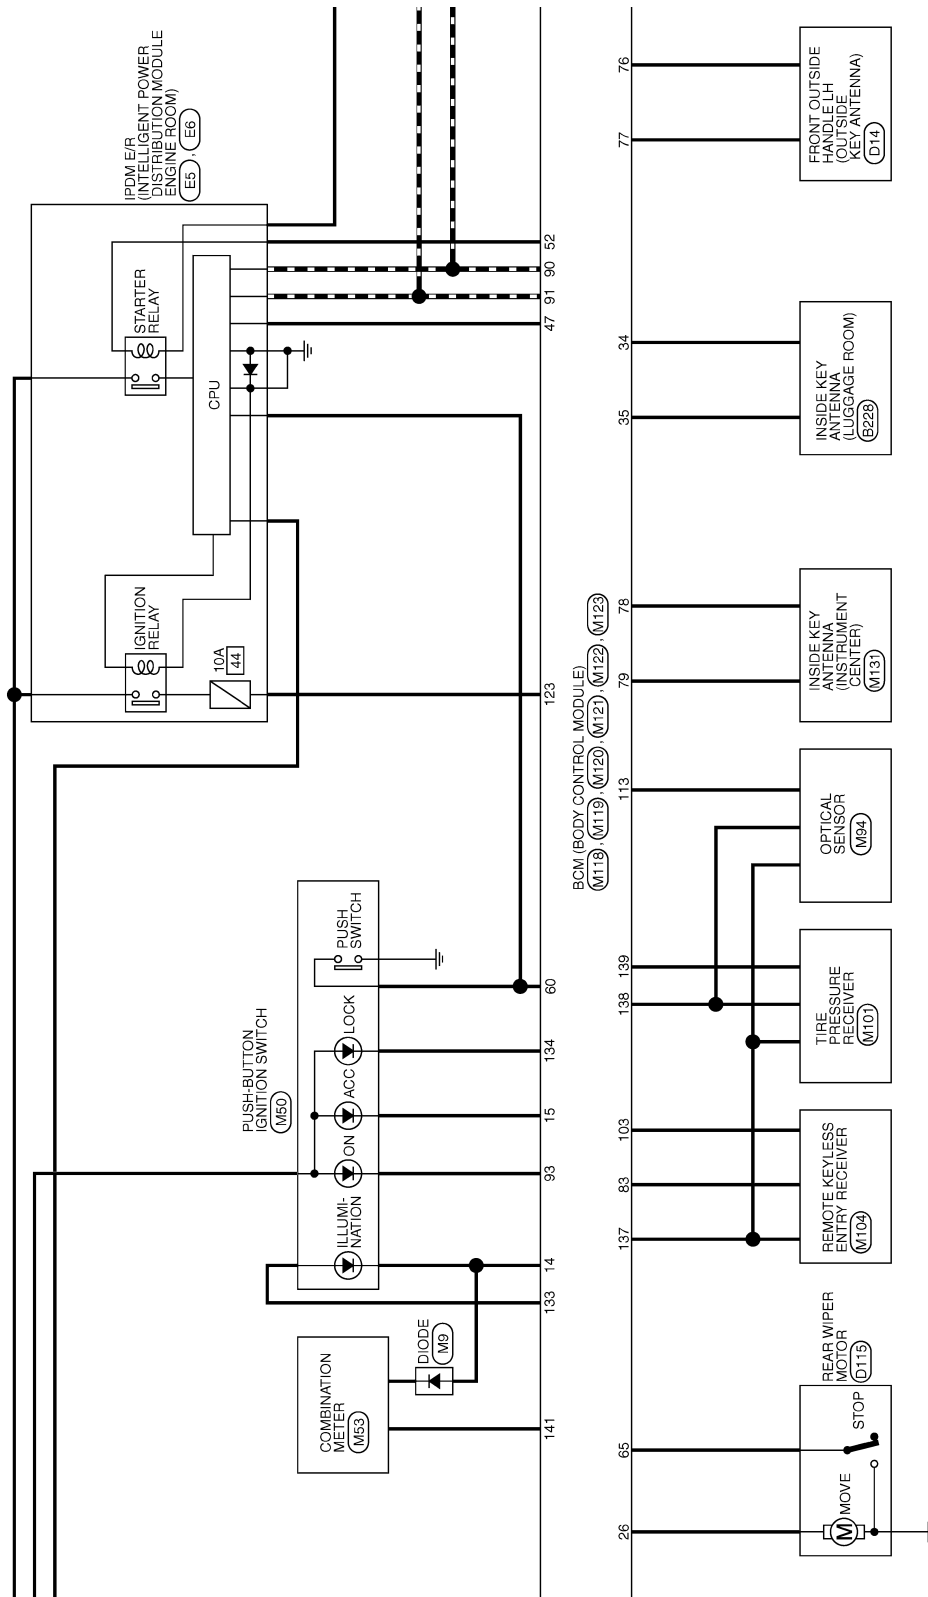 IPDM E/R
(INTELLIGENT POWER
DISTRIBUTION MODULE
ENGINE ROOM)
E5 , E6
STARTER
RELAY
CPU
IGNITION
RELAY
10A
44
52
90
91
47
123
60
134
15
93
14
133
141
PUSH-BUTTON
IGNITION SWITCH
M50
PUSH
SWITCH
LOCK
ACC
ON
ILLUMI-
NATION
COMBINATION
METER
M53
DIODE
M9
BCM (BODY CONTROL MODULE)
M118 , M119 , M120 , M121 , M122 , M123
76
77
34
35
78
79
113
139
138
103
83
137
65
26
FRONT OUTSIDE
HANDLE LH
(OUTSIDE
KEY ANTENNA)
D14
INSIDE KEY
ANTENNA
(LUGGAGE ROOM)
B228
INSIDE KEY
ANTENNA
(INSTRUMENT
CENTER)
M131
OPTICAL
SENSOR
M94
TIRE
PRESSURE
RECEIVER
M101
REMOTE KEYLESS
ENTRY RECEIVER
M104
REAR WIPER
MOTOR
D115
STOP
MOVE
M